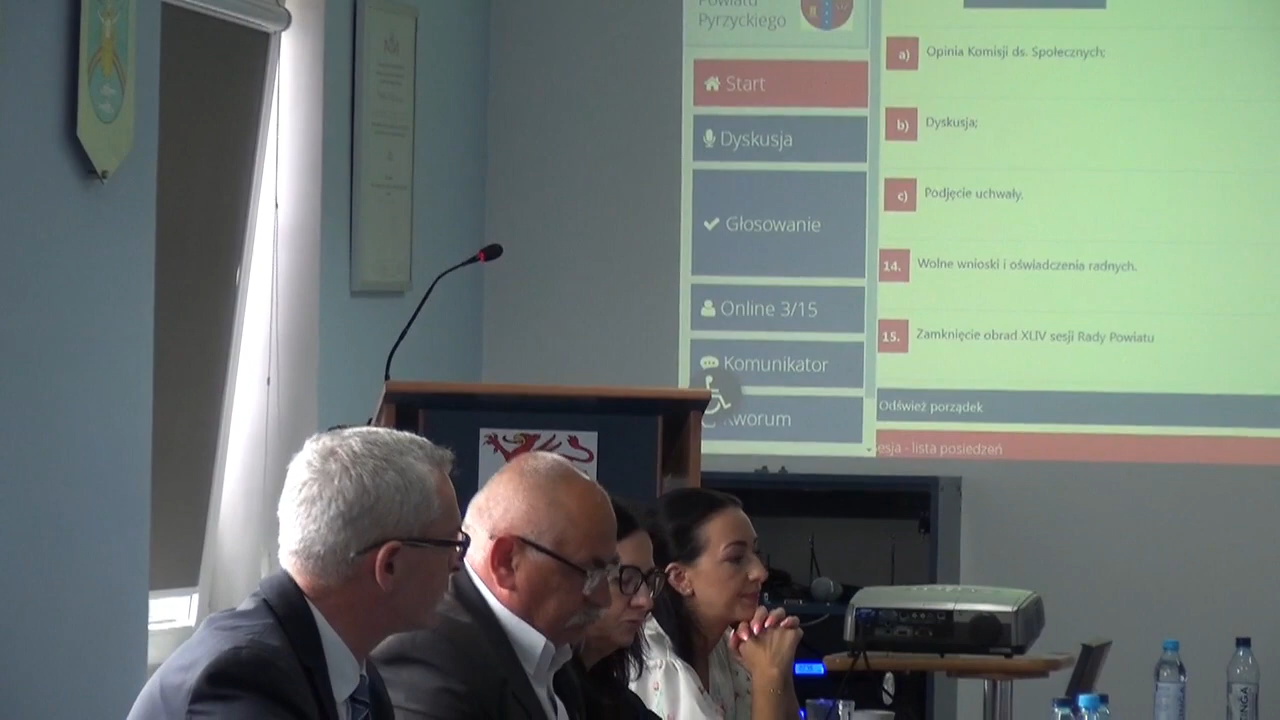 Powiatu
Pyrzyckiego
Start
Dyskusja
Głosowanie
Online 3/15
Komunikator
Kworum
a) Opinia Komisji ds. Społecznych;
b) Dyskusja;
c) Podjęcie uchwały.
14. Wolne wnioski i oświadczenia radnych.
15. Zamknięcie obrad XLIV sesji Rady Powiatu
Odśwież porządek
esja - lista posiedzeń